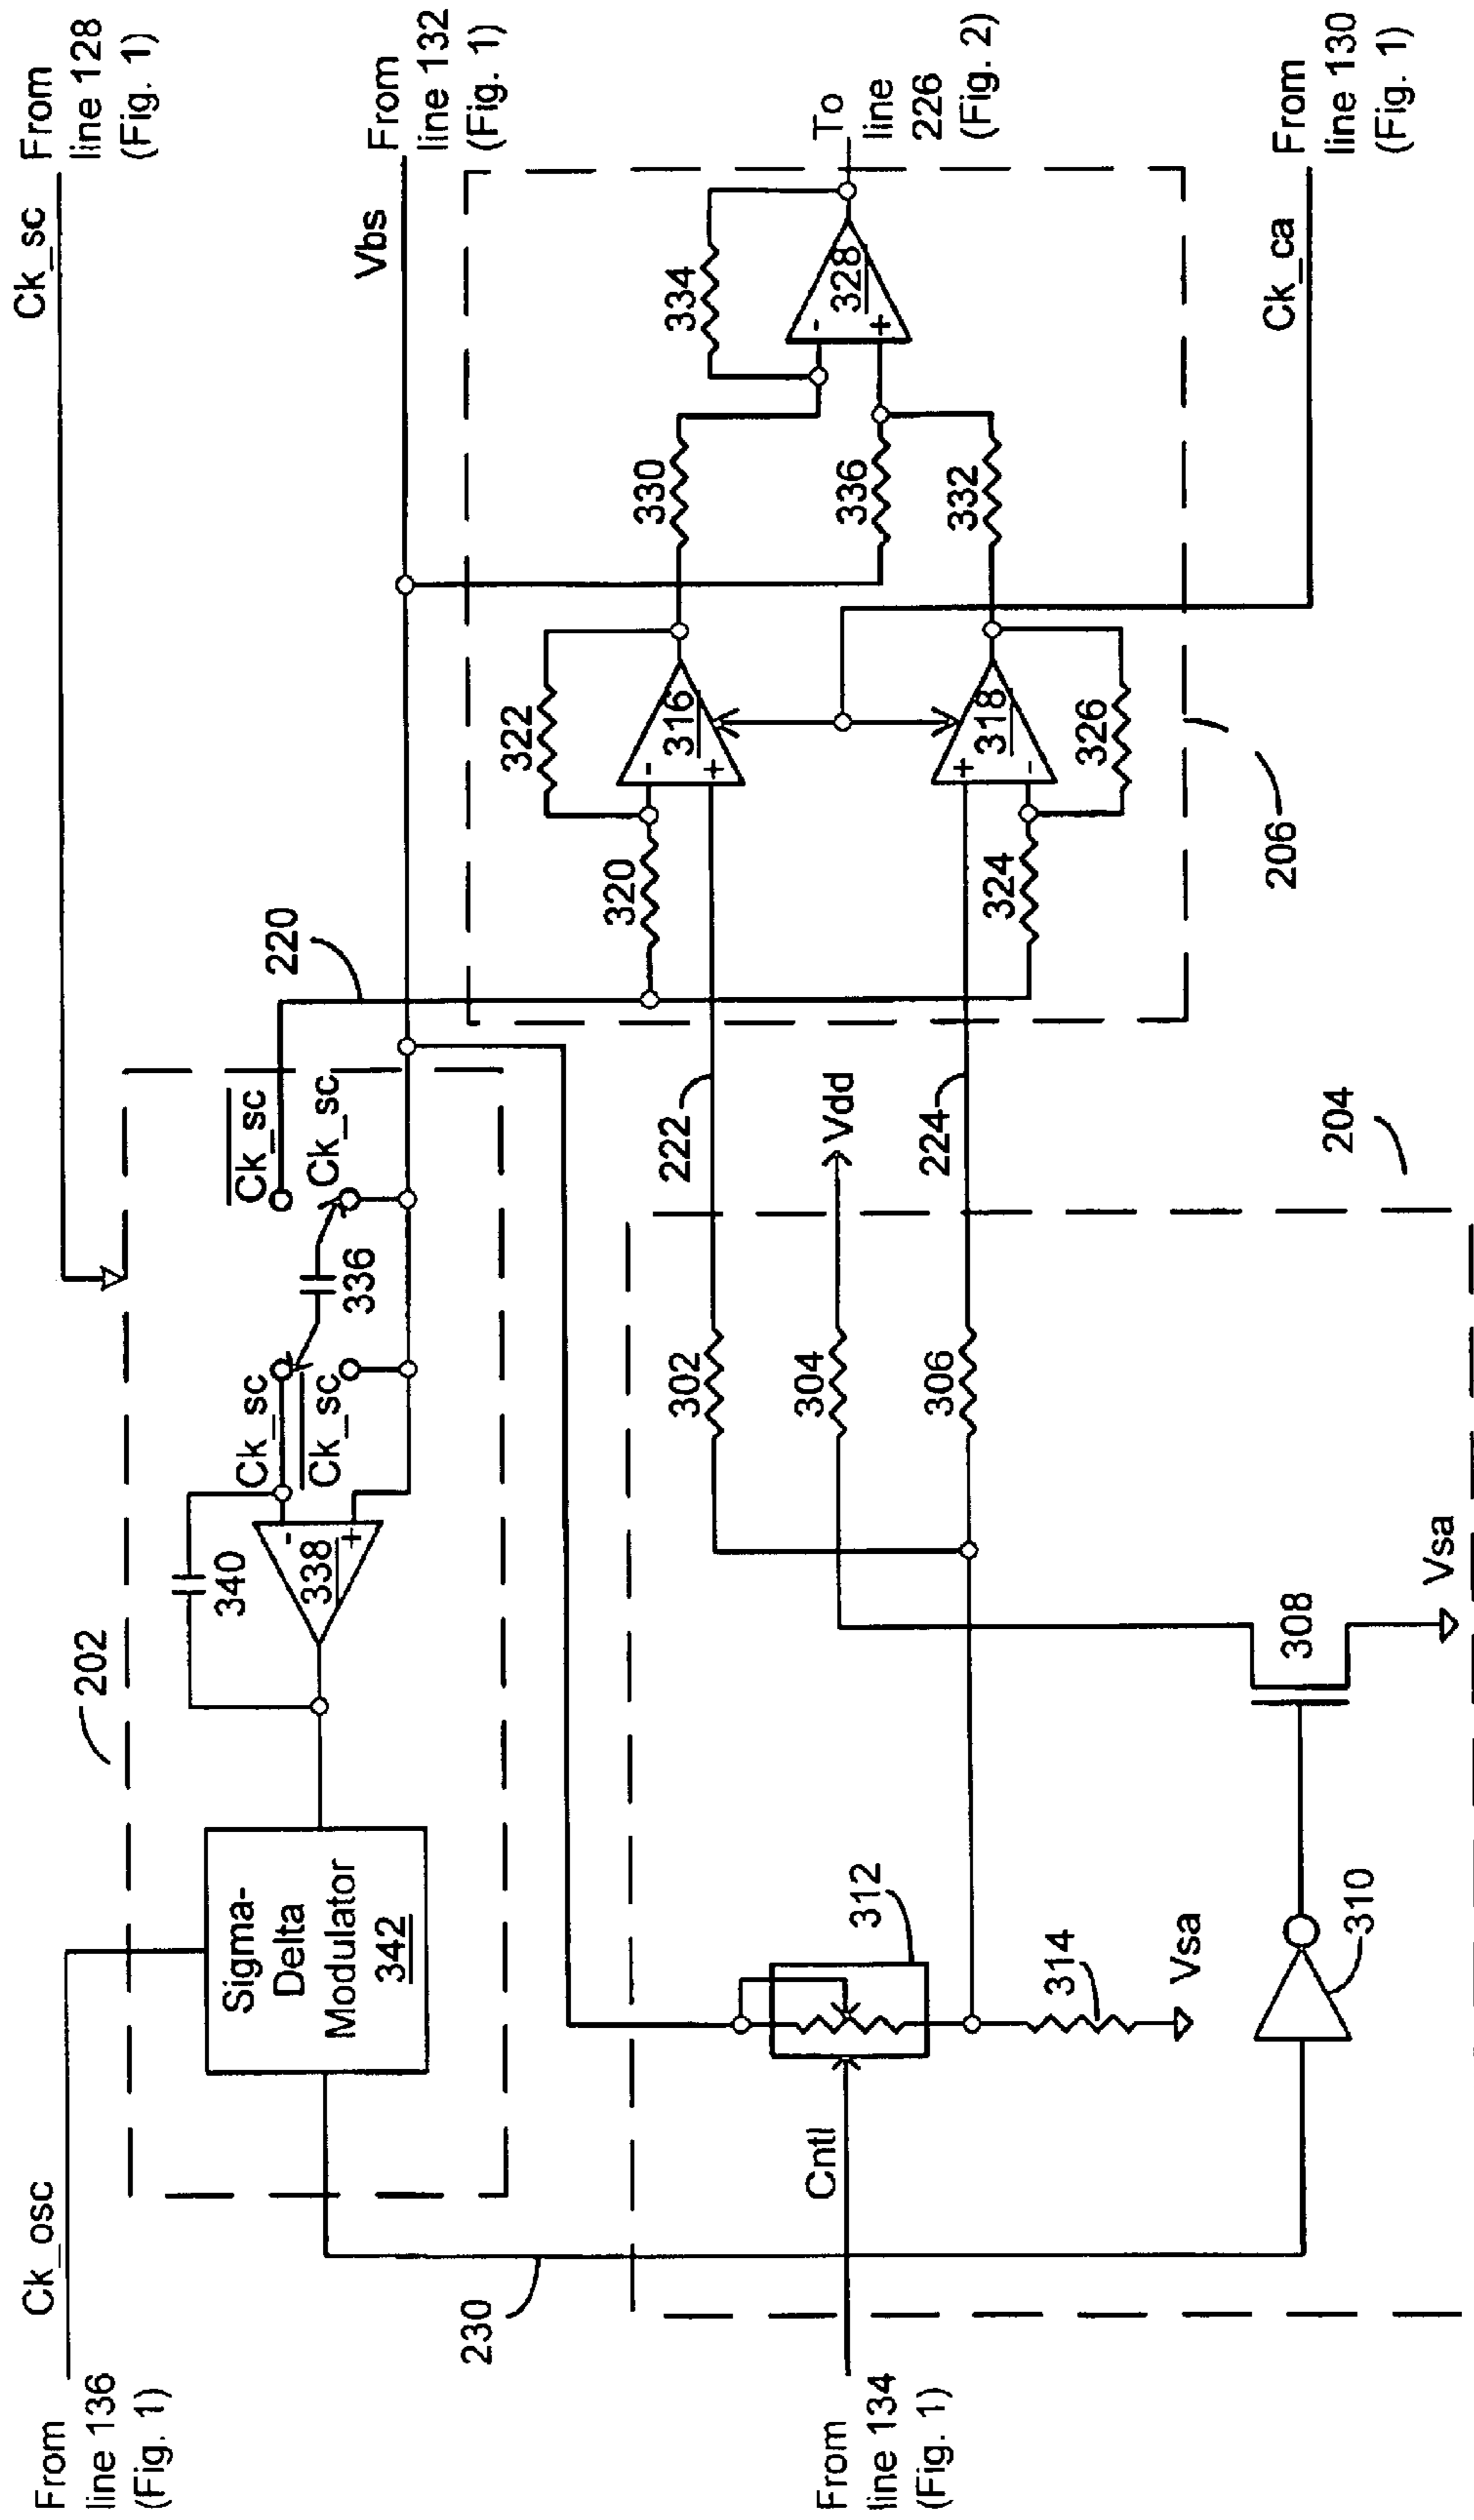 From
line 136
(Fig. 1)
Ck_osc
202
Sigma-
Delta
Modulator
342
340
338
-
+
Ck_sc
Ck_sc
336
Ck_sc
Ck_sc
220
Ck_sc
From
line 128
(Fig. 1)
Vbs
From
line 132
(Fig. 1)
230
From
line 134
(Fig. 1)
Cntl
312
314
Vsa
310
308
Vsa
302
304
306
222
Vdd
224
204
320
322
-
316
+
+
318
-
324
326
206
330
336
332
334
-
328
+
To
line
226
(Fig. 2)
Ck_ca
From
line 130
(Fig. 1)